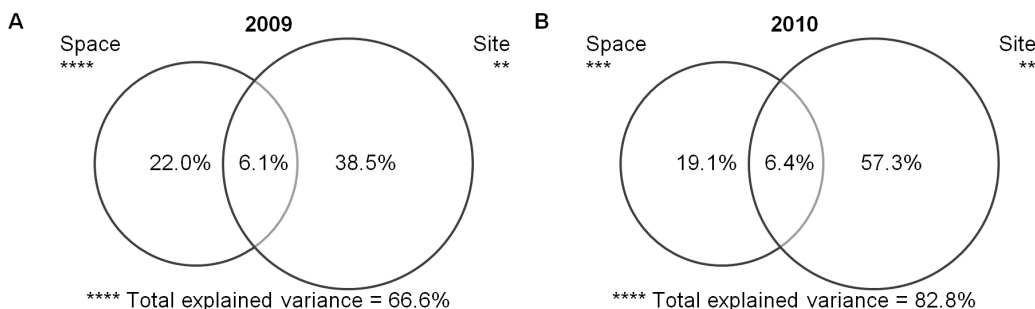 A
2009
Space
****
Site
**
22.0%
6.1%
38.5%
**** Total explained variance = 66.6%
B
2010
Space
***
Site
**
19.1%
6.4%
57.3%
**** Total explained variance = 82.8%